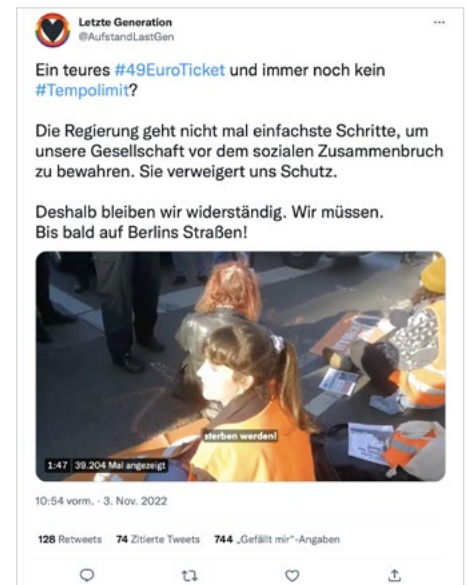 Letzte Generation
@AufstandLastGen
Ein teures #49EuroTicket und immer noch kein
#Tempolimit?
Die Regierung geht nicht mal einfachste Schritte, um
unsere Gesellschaft vor dem sozialen Zusammenbruch
zu bewahren. Sie verweigert uns Schutz.
Deshalb bleiben wir widerständig. Wir müssen.
Bis bald auf Berlins Straßen!
sterben werden!
1:47 39.204 Mal angezeigt
10:54 vorm. · 3. Nov. 2022
128 Retweets 74 Zitierte Tweets 744 „Gefällt mir“-Angaben